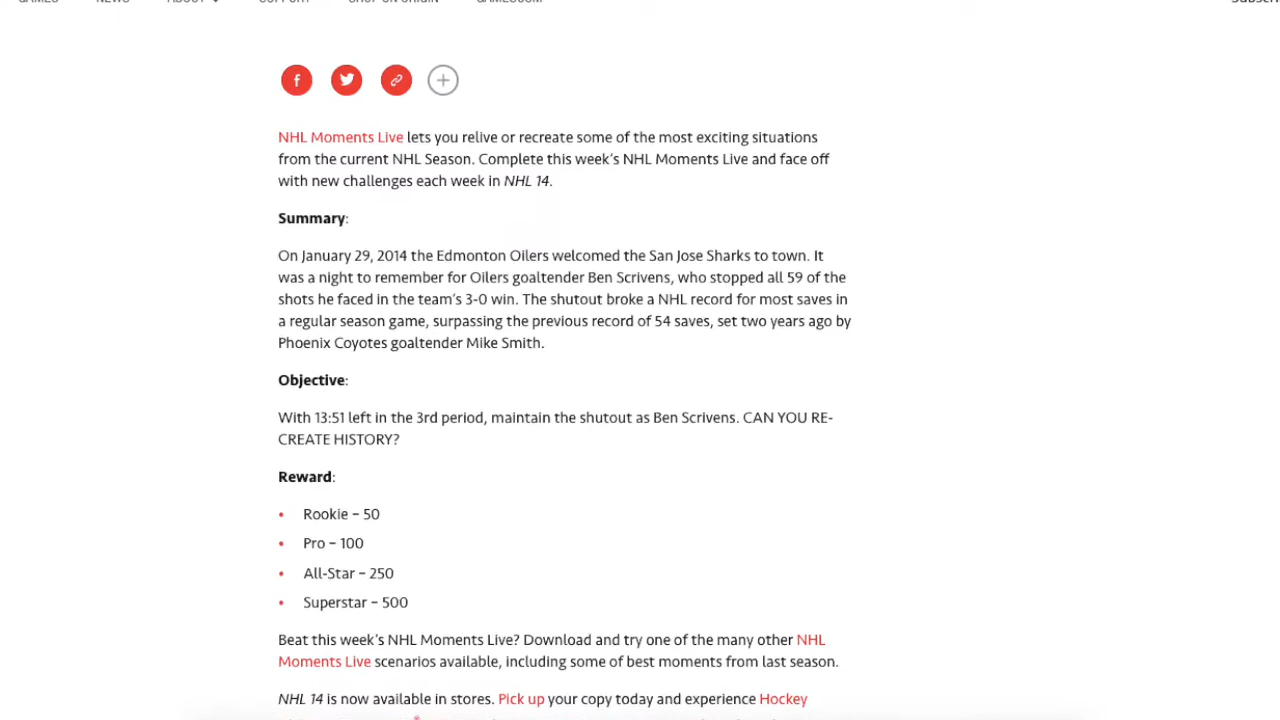 GAMES NEWS ABOUT SUPPORT SHOP ON ORIGIN GAMESCOM
NHL Moments Live lets you relive or recreate some of the most exciting situations
from the current NHL Season. Complete this week's NHL Moments Live and face off
with new challenges each week in NHL 14.
Summary:
On January 29, 2014 the Edmonton Oilers welcomed the San Jose Sharks to town. It
was a night to remember for Oilers goaltender Ben Scrivens, who stopped all 59 of the
shots he faced in the team's 3-0 win. The shutout broke a NHL record for most saves in
a regular season game, surpassing the previous record of 54 saves, set two years ago by
Phoenix Coyotes goaltender Mike Smith.
Objective:
With 13:51 left in the 3rd period, maintain the shutout as Ben Scrivens. CAN YOU RE-
CREATE HISTORY?
Reward:
• Rookie – 50
• Pro – 100
• All-Star – 250
• Superstar – 500
Beat this week's NHL Moments Live? Download and try one of the many other NHL
Moments Live scenarios available, including some of best moments from last season.
NHL 14 is now available in stores. Pick up your copy today and experience Hockey